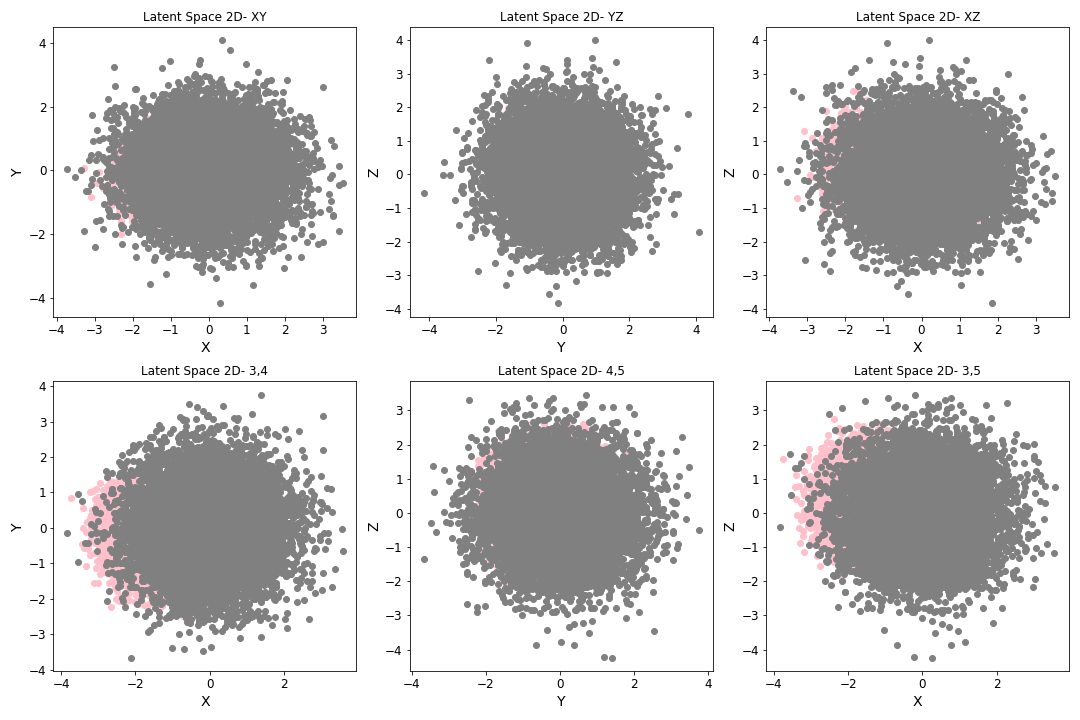 Latent Space 2D- XY
4
2
0
−2
−4
Y
−4 −3 −2 −1 0 1 2 3
X
Latent Space 2D- YZ
4
3
2
1
0
−1
−2
−3
−4
Z
−4 −2 0 2 4
Y
Latent Space 2D- XZ
4
3
2
1
0
−1
−2
−3
−4
Z
−4 −3 −2 −1 0 1 2 3
X
Latent Space 2D- 3,4
4
3
2
1
0
−1
−2
−3
−4
Y
−4 −2 0 2
X
Latent Space 2D- 4,5
3
2
1
0
−1
−2
−3
−4
Z
−4 −2 0 2 4
Y
Latent Space 2D- 3,5
3
2
1
0
−1
−2
−3
−4
Z
−4 −2 0 2
X